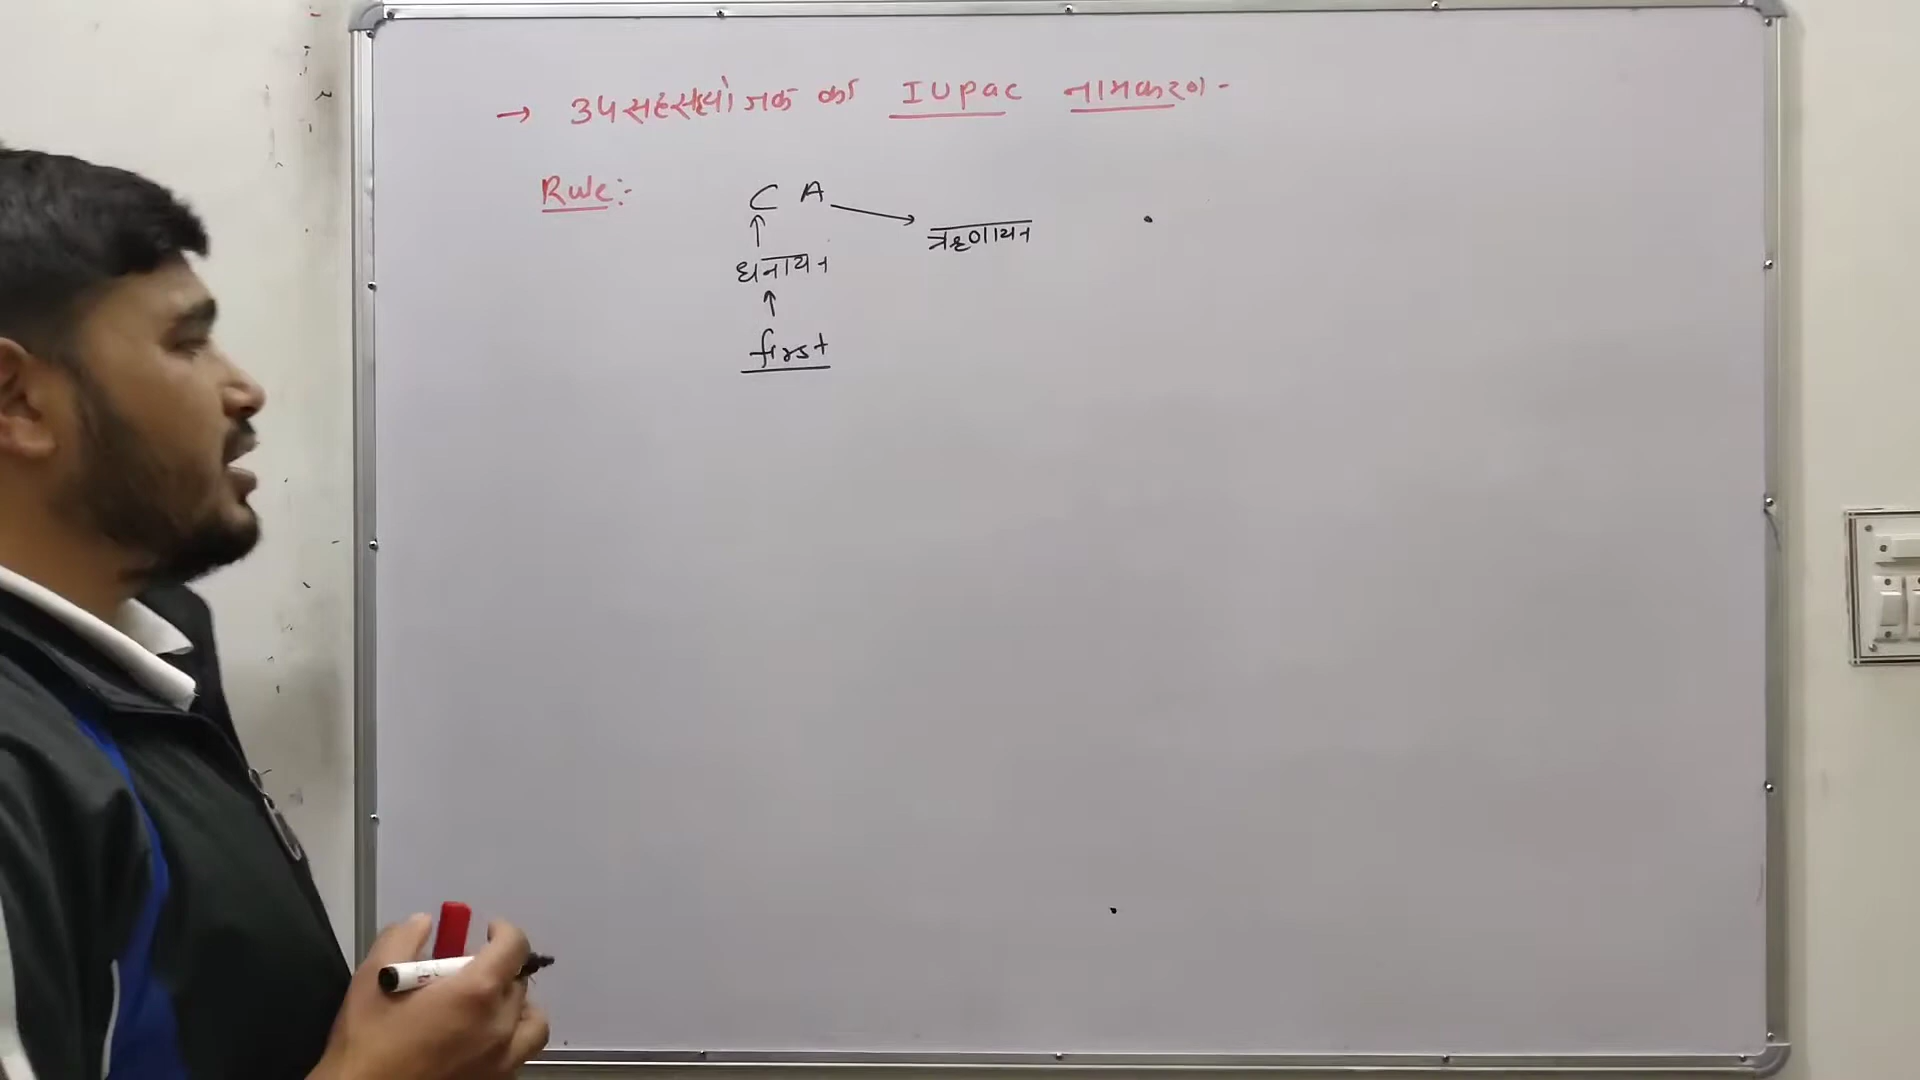 → उपसहसंयोजक का IUPAC नामकरण -
Rule :-
C A
ऋणायन
धनायन
first